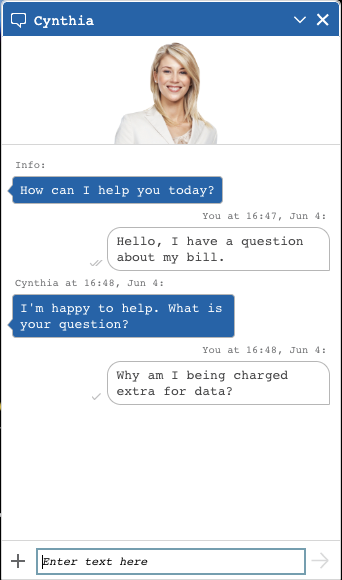 Cynthia
Info:
How can I help you today?
You at 16:47, Jun 4:
Hello, I have a question
about my bill.
Cynthia at 16:48, Jun 4:
I'm happy to help. What is
your question?
You at 16:48, Jun 4:
Why am I being charged
extra for data?
Enter text here